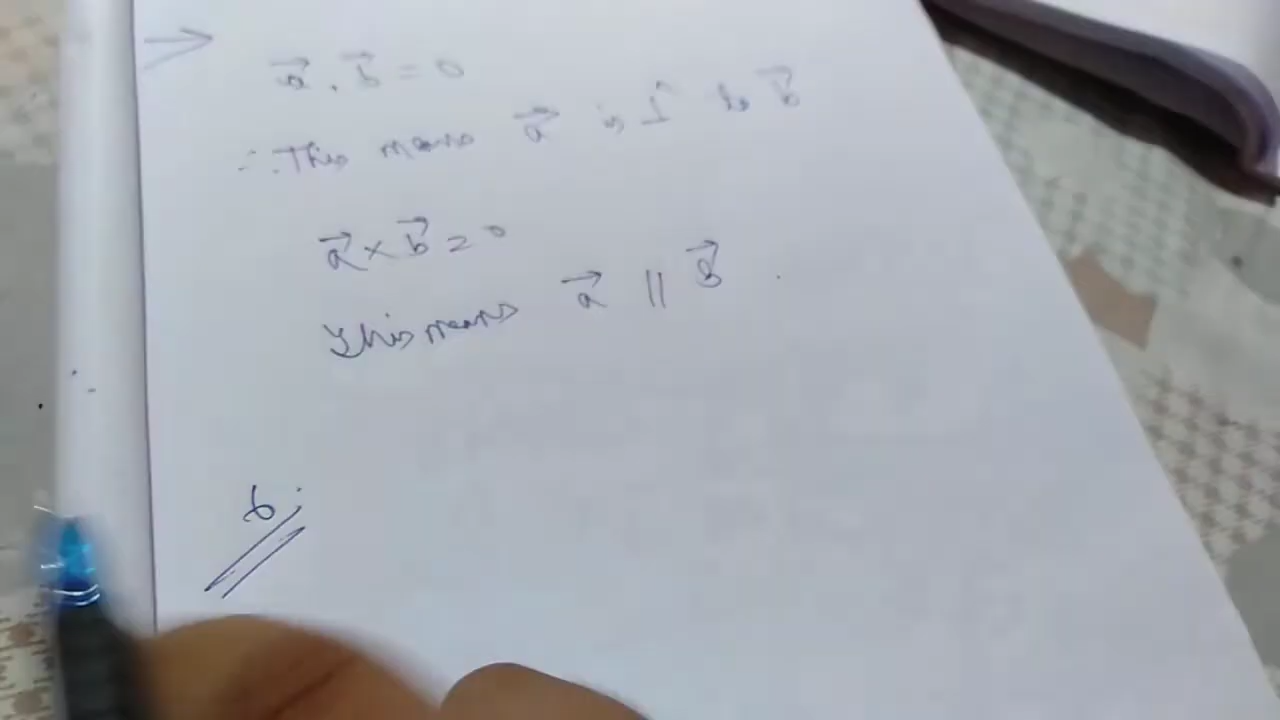 →
a⃗ . b⃗ = 0
∴ This means a⃗ is ⊥ to b⃗
a⃗ × b⃗ = 0
This means a⃗ || b⃗ .
6.